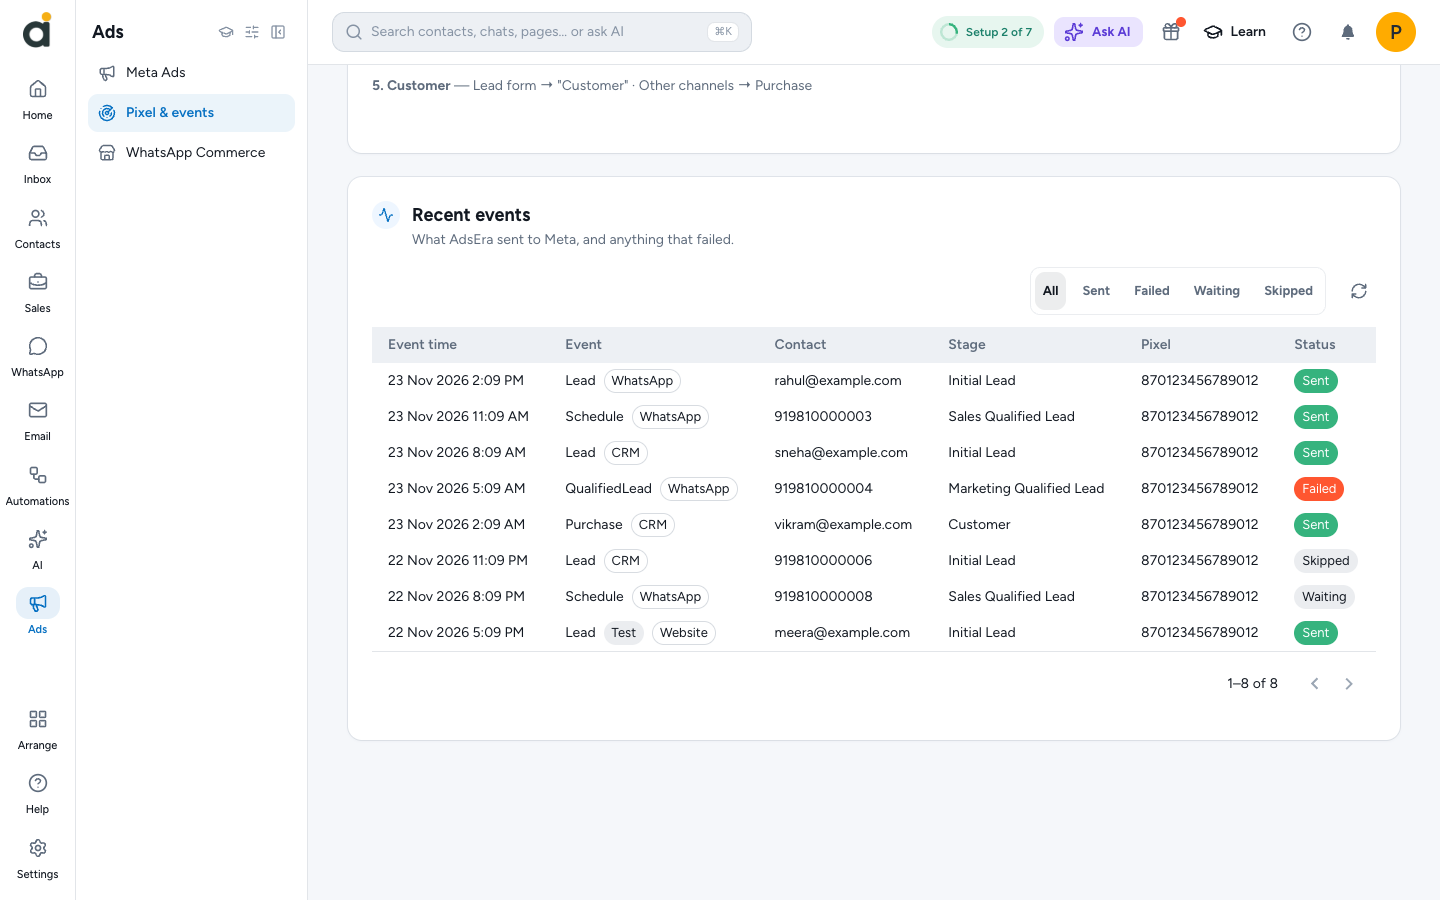 Home
Inbox
Contacts
Sales
WhatsApp
Email
Automations
AI
Ads
Arrange
Help
Settings
Ads
Meta Ads
Pixel & events
WhatsApp Commerce
Search contacts, chats, pages... or ask AI
⌘K
Setup 2 of 7
Ask AI
Learn
P
5. Customer — Lead form → "Customer" · Other channels → Purchase
Recent events
What AdsEra sent to Meta, and anything that failed.
All Sent Failed Waiting Skipped
Event time Event Contact Stage Pixel Status
23 Nov 2026 2:09 PM Lead WhatsApp rahul@example.com Initial Lead 870123456789012 Sent
23 Nov 2026 11:09 AM Schedule WhatsApp 919810000003 Sales Qualified Lead 870123456789012 Sent
23 Nov 2026 8:09 AM Lead CRM sneha@example.com Initial Lead 870123456789012 Sent
23 Nov 2026 5:09 AM QualifiedLead WhatsApp 919810000004 Marketing Qualified Lead 870123456789012 Failed
23 Nov 2026 2:09 AM Purchase CRM vikram@example.com Customer 870123456789012 Sent
22 Nov 2026 11:09 PM Lead CRM 919810000006 Initial Lead 870123456789012 Skipped
22 Nov 2026 8:09 PM Schedule WhatsApp 919810000008 Sales Qualified Lead 870123456789012 Waiting
22 Nov 2026 5:09 PM Lead Test Website meera@example.com Initial Lead 870123456789012 Sent
1–8 of 8